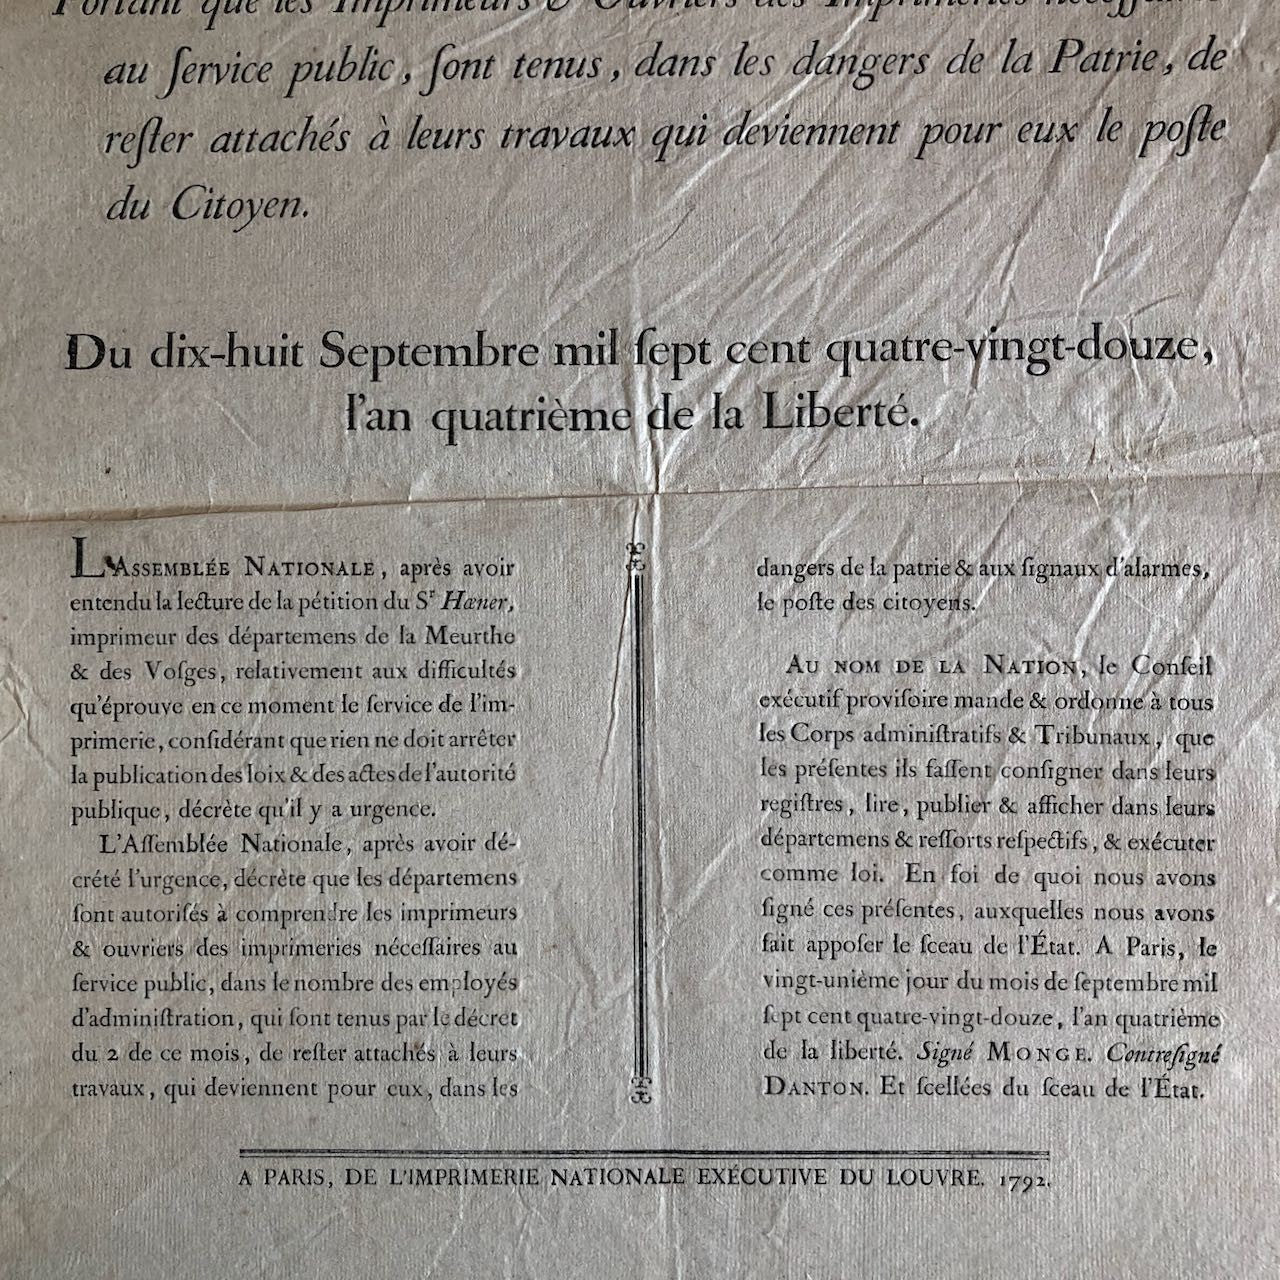 Portant que les Imprimeurs & Ouvriers des Imprimeries néceſſaires
au ſervice public, ſont tenus, dans les dangers de la Patrie, de
reſter attachés à leurs travaux qui deviennent pour eux le poſte
du Citoyen.
Du dix-huit Septembre mil ſept cent quatre-vingt-douze,
l'an quatrième de la Liberté.
L'ASSEMBLÉE NATIONALE, après avoir
entendu la lecture de la pétition du Sr Hæner,
imprimeur des départemens de la Meurthe
& des Voſges, relativement aux difficultés
qu'éprouve en ce moment le ſervice de l'im-
primerie, conſidérant que rien ne doit arrêter
la publication des loix & des actes de l'autorité
publique, décrète qu'il y a urgence.
L'Aſſemblée Nationale, après avoir dé-
crété l'urgence, décrète que les départemens
ſont autoriſés à comprendre les imprimeurs
& ouvriers des imprimeries néceſſaires au
ſervice public, dans le nombre des employés
d'adminiſtration, qui ſont tenus par le décret
du 2 de ce mois, de reſter attachés à leurs
travaux, qui deviennent pour eux, dans les
dangers de la patrie & aux ſignaux d'alarmes,
le poſte des citoyens.
AU NOM DE LA NATION, le Conſeil
exécutif proviſoire mande & ordonne à tous
les Corps adminiſtratifs & Tribunaux, que
les préſentes ils faſſent conſigner dans leurs
regiſtres, lire, publier & afficher dans leurs
départemens & reſſorts reſpectifs, & exécuter
comme loi. En foi de quoi nous avons
ſigné ces préſentes, auxquelles nous avons
fait appoſer le ſceau de l'État. A Paris, le
vingt-unième jour du mois de ſeptembre mil
ſept cent quatre-vingt-douze, l'an quatrième
de la liberté. Signé MONGE. Contreſigné
DANTON. Et ſcellées du ſceau de l'État.
A PARIS, DE L'IMPRIMERIE NATIONALE EXÉCUTIVE DU LOUVRE. 1792.